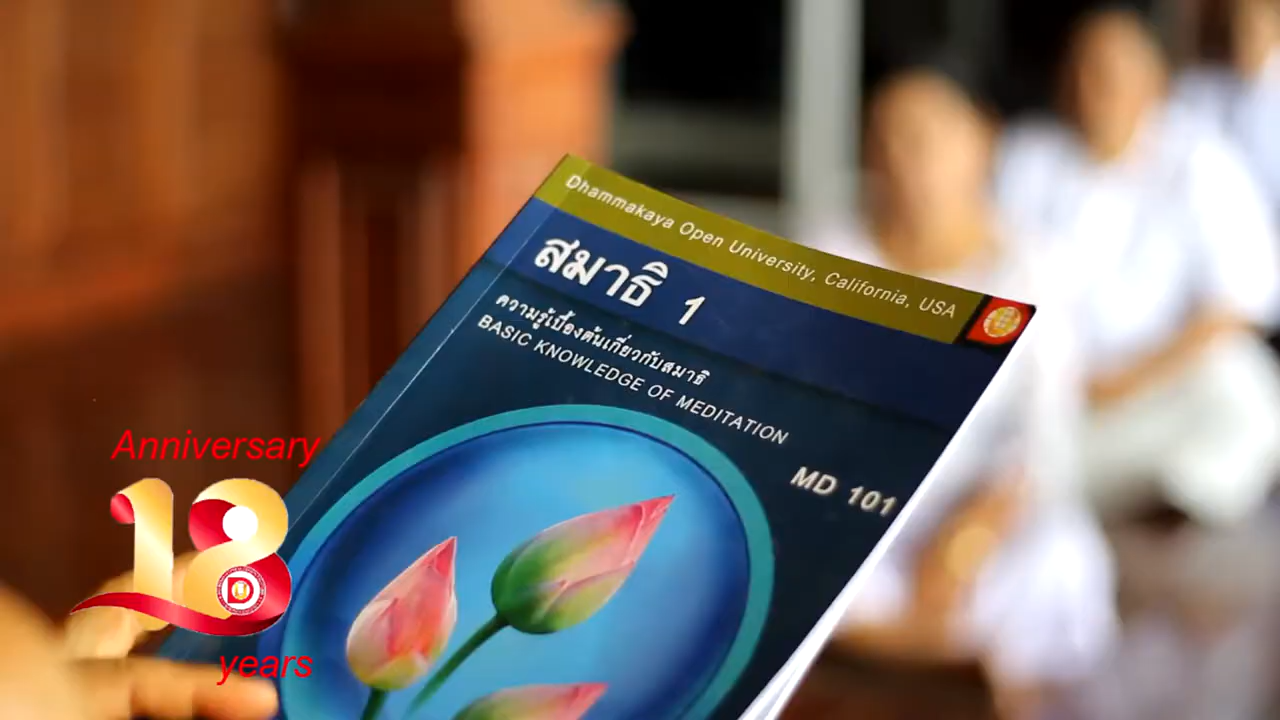 Dhammakaya Open University, California, USA
สมาธิ 1
ความรู้เบื้องต้นเกี่ยวกับสมาธิ
BASIC KNOWLEDGE OF MEDITATION
MD 101
Anniversary
18
D
years